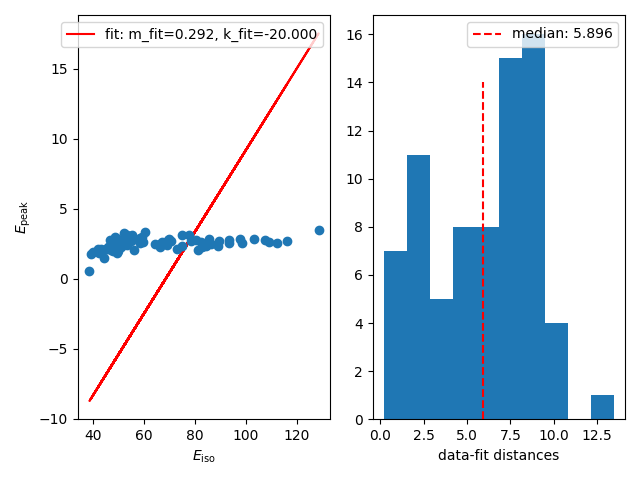 fit: m_fit=0.292, k_fit=-20.000
15
10
5
0
−5
−10
E_peak
40 60 80 100 120
E_iso
median: 5.896
16
14
12
10
8
6
4
2
0
0.0 2.5 5.0 7.5 10.0 12.5
data-fit distances